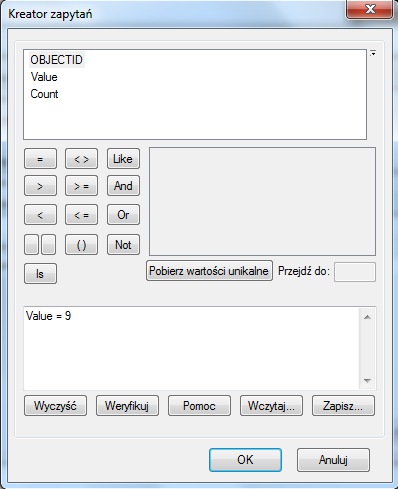 Kreator zapytań
OBJECTID
Value
Count
= < > Like
> > = And
< < = Or
( ) Not
Is
Pobierz wartości unikalne Przejdź do:
Value = 9
Wyczyść Weryfikuj Pomoc Wczytaj... Zapisz...
OK Anuluj